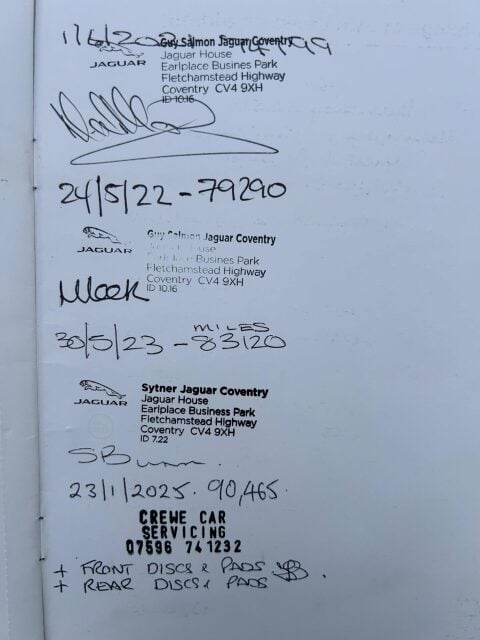 1/6/202
Guy Salmon Jaguar Coventry
JAGUAR
Jaguar House
Earlplace Busines Park
Fletchamstead Highway
Coventry CV4 9XH
ID 10.16
24/5/22 - 79290
Guy Salmon Jaguar Coventry
JAGUAR
House
Earlplace Busines Park
Fletchamstead Highway
Coventry CV4 9XH
ID 10.16
MILES
30/5/23 - 83120
Sytner Jaguar Coventry
JAGUAR
Jaguar House
Earlplace Business Park
Fletchamstead Highway
Coventry CV4 9XH
ID 7.22
23/1/2025. 90,465.
CREWE CAR
SERVICING
07596 741232
+ FRONT DISCS & PADS
+ REAR DISCS & PADS